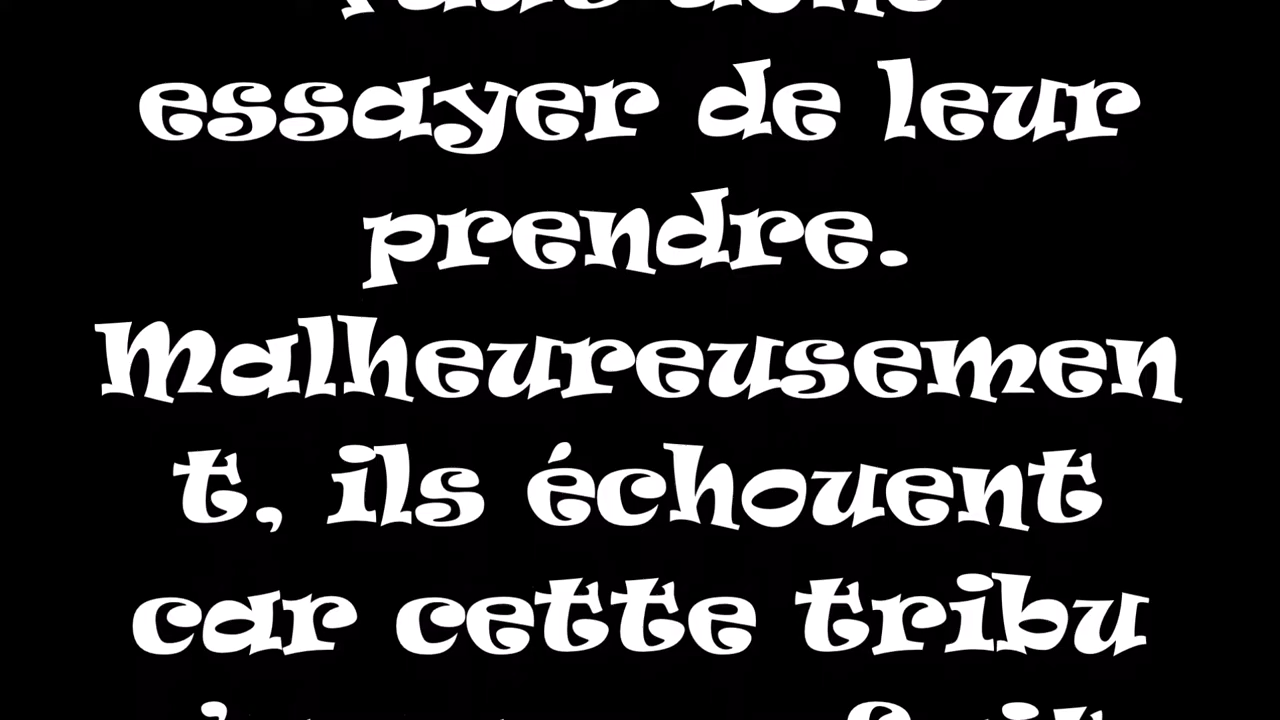 essayer de leur
prendre.
Malheureusemen
t, ils échouent
car cette tribu